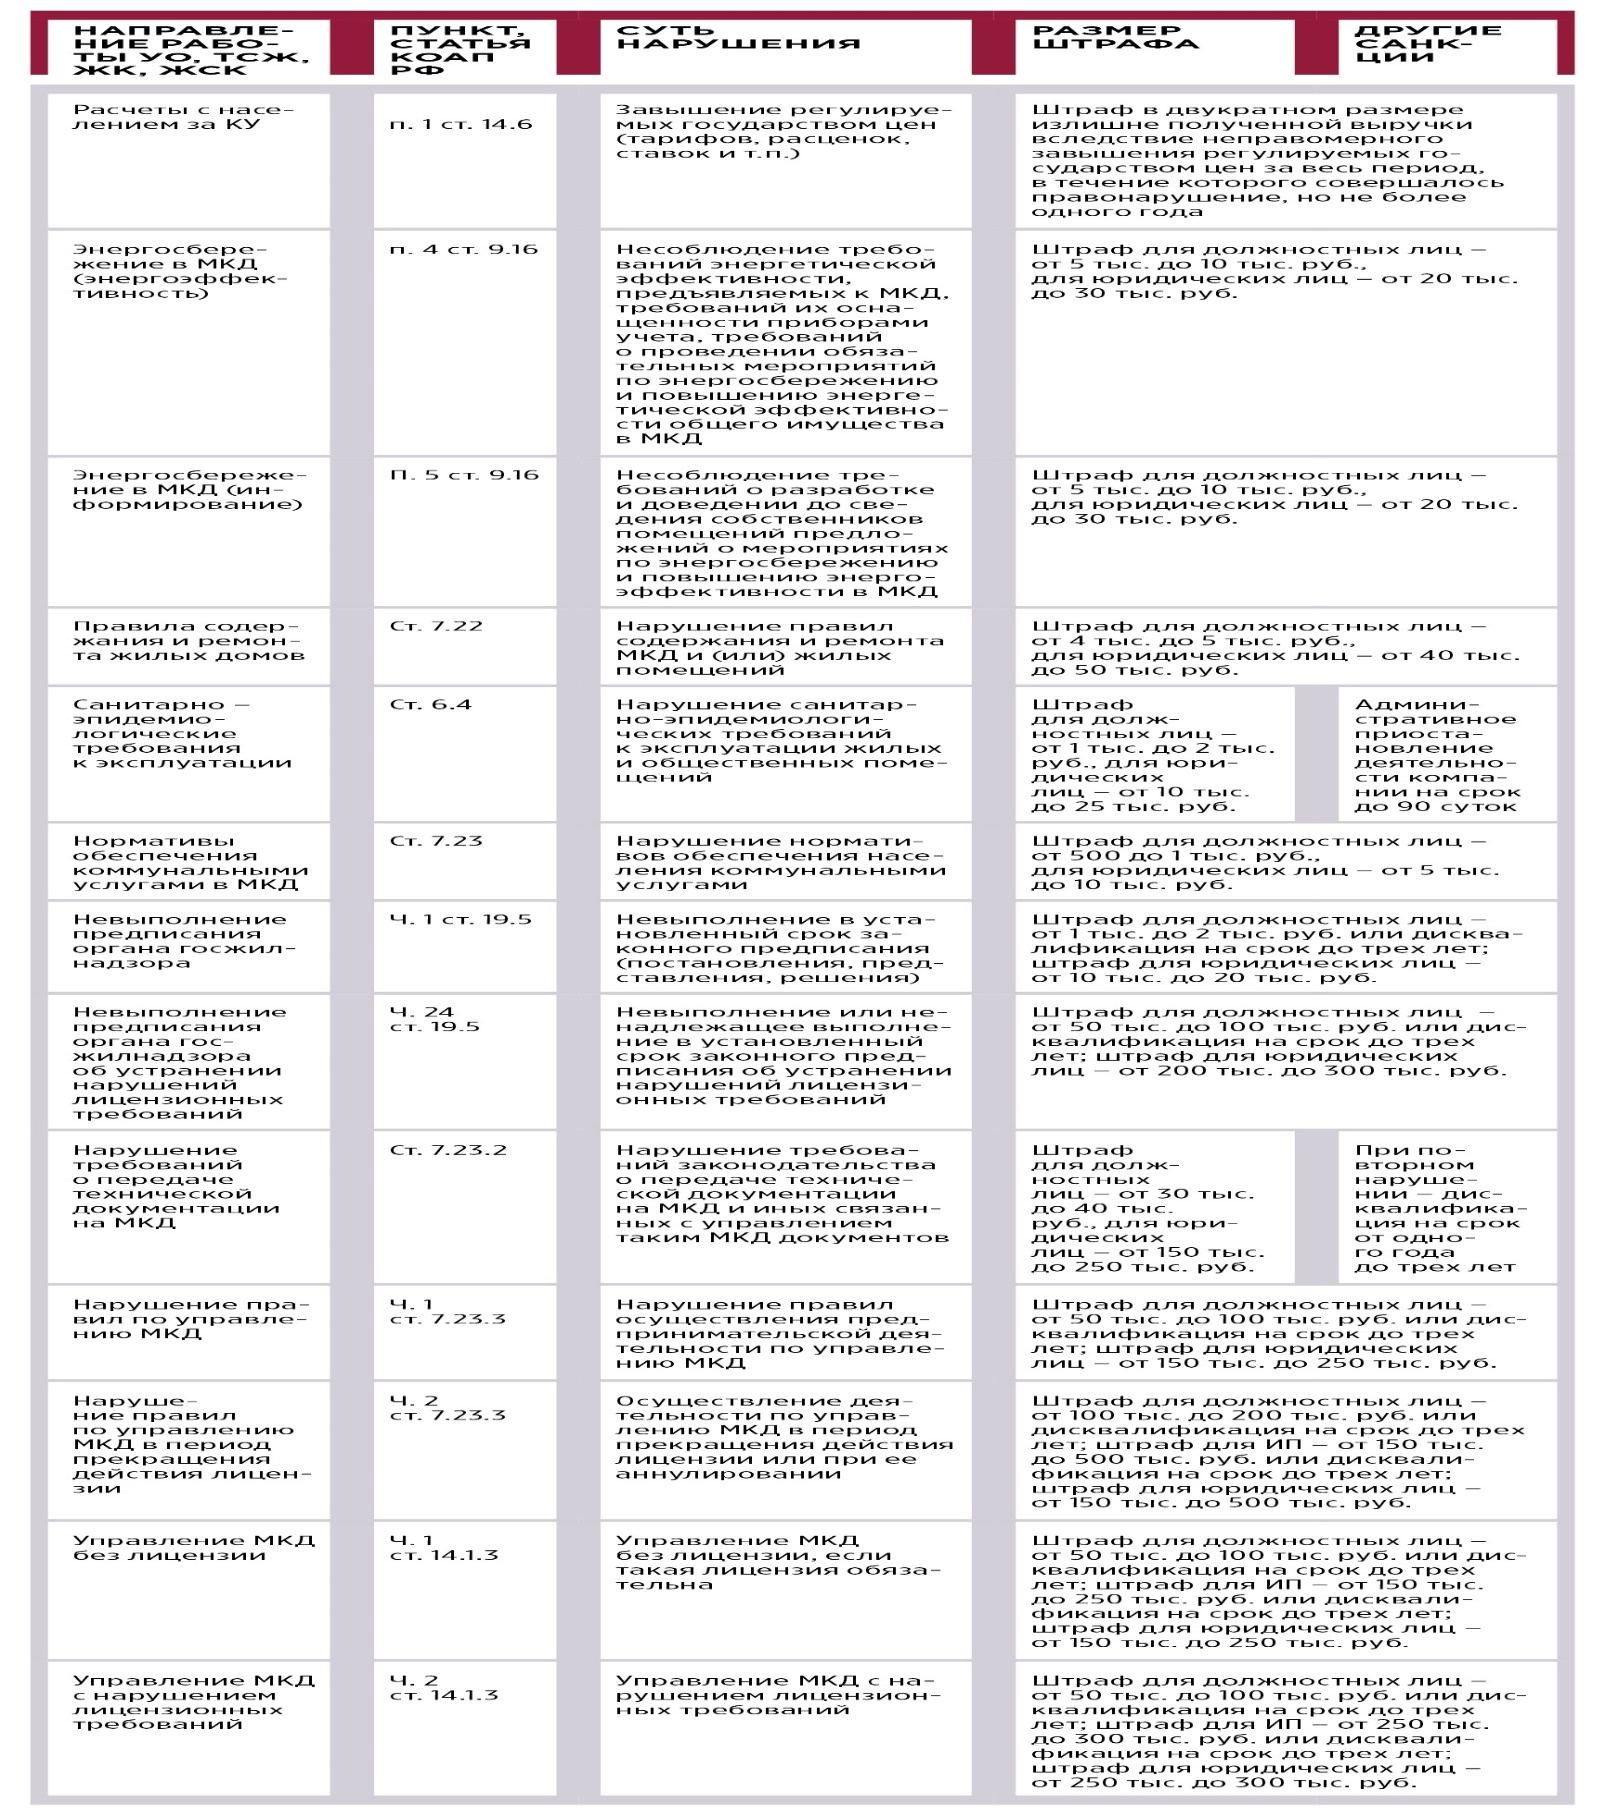 НАПРАВЛЕ-
НИЕ РАБО-
ТЫ УО, ТСЖ,
ЖК, ЖСК
ПУНКТ,
СТАТЬЯ
КОАП
РФ
СУТЬ
НАРУШЕНИЯ
РАЗМЕР
ШТРАФА
ДРУГИЕ
САНК-
ЦИИ
Расчеты с насе-
лением за КУ
п. 1 ст. 14.6
Завышение регулируе-
мых государством цен
(тарифов, расценок,
ставок и т.п.)
Штраф в двукратном размере
излишне полученной выручки
вследствие неправомерного
завышения регулируемых го-
сударством цен за весь период,
в течение которого совершалось
правонарушение, но не более
одного года
Энергосбере-
жение в МКД
(энергоэффек-
тивность)
п. 4 ст. 9.16
Несоблюдение требо-
ваний энергетической
эффективности,
предъявляемых к МКД,
требований их осна-
щенности приборами
учета, требований
о проведении обяза-
тельных мероприятий
по энергосбережению
и повышению энерге-
тической эффективно-
сти общего имущества
в МКД
Штраф для должностных лиц –
от 5 тыс. до 10 тыс. руб.,
для юридических лиц – от 20 тыс.
до 30 тыс. руб.
Энергосбереже-
ние в МКД (ин-
формирование)
П. 5 ст. 9.16
Несоблюдение тре-
бований о разработке
и доведении до све-
дения собственников
помещений предло-
жений о мероприятиях
по энергосбережению
и повышению энерго-
эффективности в МКД
Штраф для должностных лиц –
от 5 тыс. до 10 тыс. руб.,
для юридических лиц – от 20 тыс.
до 30 тыс. руб.
Правила содер-
жания и ремон-
та жилых домов
Ст. 7.22
Нарушение правил
содержания и ремонта
МКД и (или) жилых
помещений
Штраф для должностных лиц –
от 4 тыс. до 5 тыс. руб.,
для юридических лиц – от 40 тыс.
до 50 тыс. руб.
Санитарно –
эпидемио-
логические
требования
к эксплуатации
Ст. 6.4
Нарушение санитар-
но-эпидемиологи-
ческих требований
к эксплуатации жилых
и общественных поме-
щений
Штраф
для долж-
ностных лиц –
от 1 тыс. до 2 тыс.
руб., для юри-
дических
лиц – от 10 тыс.
до 25 тыс. руб.
Админи-
стративное
приоста-
новление
деятельно-
сти компа-
нии на срок
до 90 суток
Нормативы
обеспечения
коммунальными
услугами в МКД
Ст. 7.23
Нарушение нормати-
вов обеспечения насе-
ления коммунальными
услугами
Штраф для должностных лиц –
от 500 до 1 тыс. руб.,
для юридических лиц – от 5 тыс.
до 10 тыс. руб.
Невыполнение
предписания
органа госжил-
надзора
Ч. 1 ст. 19.5
Невыполнение в уста-
новленный срок за-
конного предписания
(постановления, пред-
ставления, решения)
Штраф для должностных лиц –
от 1 тыс. до 2 тыс. руб. или дисква-
лификация на срок до трех лет;
штраф для юридических лиц –
от 10 тыс. до 20 тыс. руб.
Невыполнение
предписания
органа гос-
жилнадзора
об устранении
нарушений
лицензионных
требований
Ч. 24
ст. 19.5
Невыполнение или не-
надлежащее выполне-
ние в установленный
срок законного пред-
писания об устранении
нарушений лицензи-
онных требований
Штраф для должностных лиц –
от 50 тыс. до 100 тыс. руб. или дис-
квалификация на срок до трех
лет; штраф для юридических
лиц – от 200 тыс. до 300 тыс. руб.
Нарушение
требований
о передаче
технической
документации
на МКД
Ст. 7.23.2
Нарушение требова-
ний законодательства
о передаче техниче-
ской документации
на МКД и иных связан-
ных с управлением
таким МКД документов
Штраф
для долж-
ностных
лиц – от 30 тыс.
до 40 тыс.
руб., для юри-
дических
лиц – от 150 тыс.
до 250 тыс. руб.
При по-
вторном
наруше-
нии – дис-
квалифика-
ция на срок
от одно-
го года
до трех лет
Нарушение пра-
вил по управле-
нию МКД
Ч. 1
ст. 7.23.3
Нарушение правил
осуществления пред-
принимательской дея-
тельности по управле-
нию МКД
Штраф для должностных лиц –
от 50 тыс. до 100 тыс. руб. или дис-
квалификация на срок до трех
лет; штраф для юридических
лиц – от 150 тыс. до 250 тыс. руб.
Наруше-
ние правил
по управлению
МКД в период
прекращения
действия лицен-
зии
Ч. 2
ст. 7.23.3
Осуществление дея-
тельности по управ-
лению МКД в период
прекращения действия
лицензии или при ее
аннулировании
Штраф для должностных лиц –
от 100 тыс. до 200 тыс. руб. или
дисквалификация на срок до трех
лет; штраф для ИП – от 150 тыс.
до 500 тыс. руб. или дисквали-
фикация на срок до трех лет;
штраф для юридических лиц –
от 150 тыс. до 500 тыс. руб.
Управление МКД
без лицензии
Ч. 1
ст. 14.1.3
Управление МКД
без лицензии, если
такая лицензия обяза-
тельна
Штраф для должностных лиц –
от 50 тыс. до 100 тыс. руб. или дис-
квалификация на срок до трех
лет; штраф для ИП – от 150 тыс.
до 250 тыс. руб. или дисквали-
фикация на срок до трех лет;
штраф для юридических лиц –
от 150 тыс. до 250 тыс. руб.
Управление МКД
с нарушением
лицензионных
требований
Ч. 2
ст. 14.1.3
Управление МКД с на-
рушением лицензион-
ных требований
Штраф для должностных лиц –
от 50 тыс. до 100 тыс. руб. или дис-
квалификация на срок до трех
лет; штраф для ИП – от 250 тыс.
до 300 тыс. руб. или дисквали-
фикация на срок до трех лет;
штраф для юридических лиц –
от 250 тыс. до 300 тыс. руб.